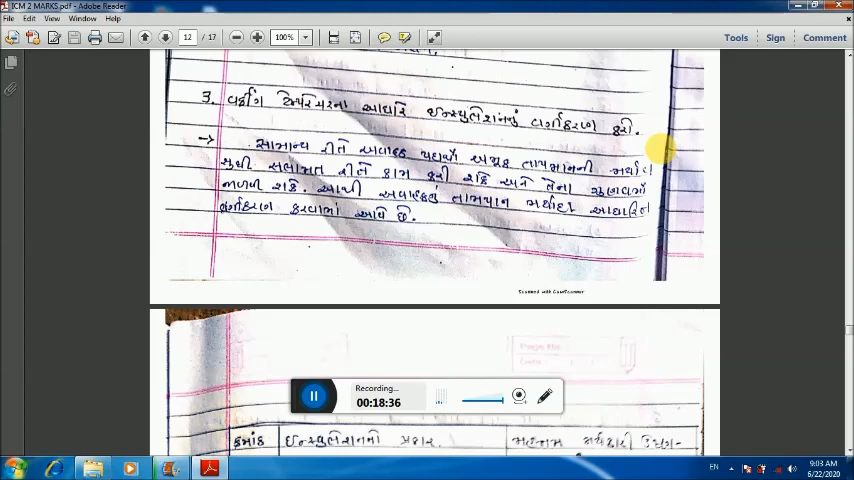 ICM 2 MARKS.pdf - Adobe Reader
File Edit View Window Help
12 / 17 100% Tools Sign Comment
3. વર્કીંગ ટેમ્પરેચરના આધારે ઈન્સ્યુલેશનનું વર્ગીકરણ કરો.
→ સામાન્ય રીતે અવાહક પદાર્થો અમૂક તાપમાનની મર્યાદા
સુધી સલામત રીતે કામ કરી શકે અને તેના ગુણધર્મો
જાળવી શકે. આથી અવાહકનું તાપમાન મર્યાદા આધારિત
વર્ગીકરણ કરવામાં આવે છે.
Scanned with CamScanner
Recording...
00:18:36
ક્રમાંક ઈન્સ્યુલેશનનો પ્રકાર. મહત્તમ
EN 9:03 AM
6/22/2020